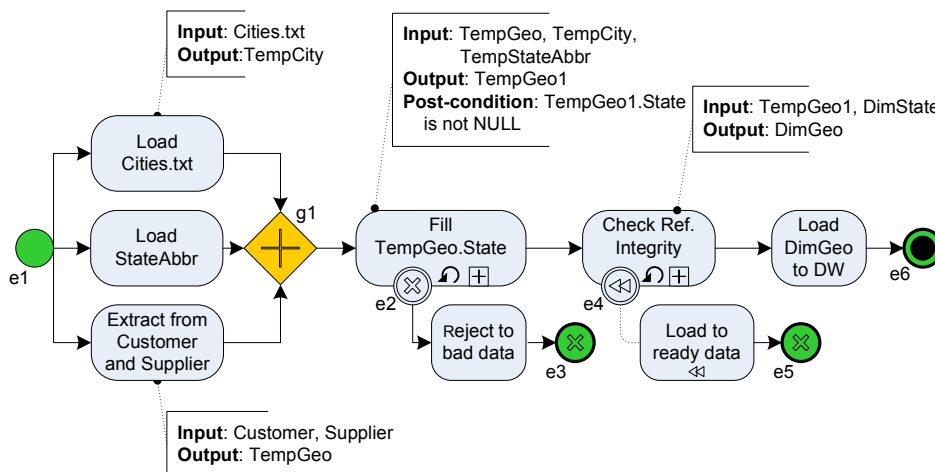 Input: Cities.txt
Output:TempCity
Input: TempGeo, TempCity,
TempStateAbbr
Output: TempGeo1
Post-condition: TempGeo1.State
is not NULL
Input: TempGeo1, DimState
Output: DimGeo
Load
Cities.txt
g1
Load
StateAbbr
e1
Extract from
Customer
and Supplier
Fill
TempGeo.State
e2
Reject to
bad data
e3
Check Ref.
Integrity
e4
Load to
ready data
e5
Load
DimGeo
to DW
e6
Input: Customer, Supplier
Output: TempGeo